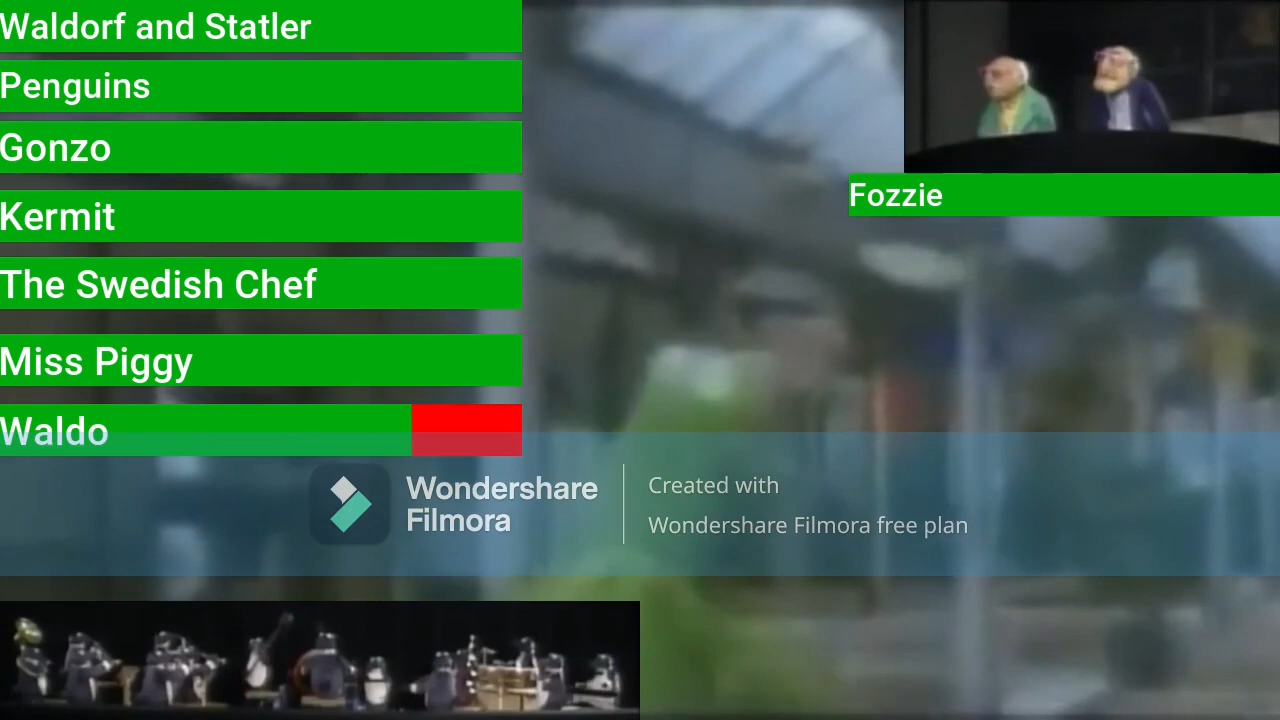 Waldorf and Statler
Penguins
Gonzo
Kermit
The Swedish Chef
Miss Piggy
Waldo
Fozzie
Wondershare
Filmora
Created with
Wondershare Filmora free plan